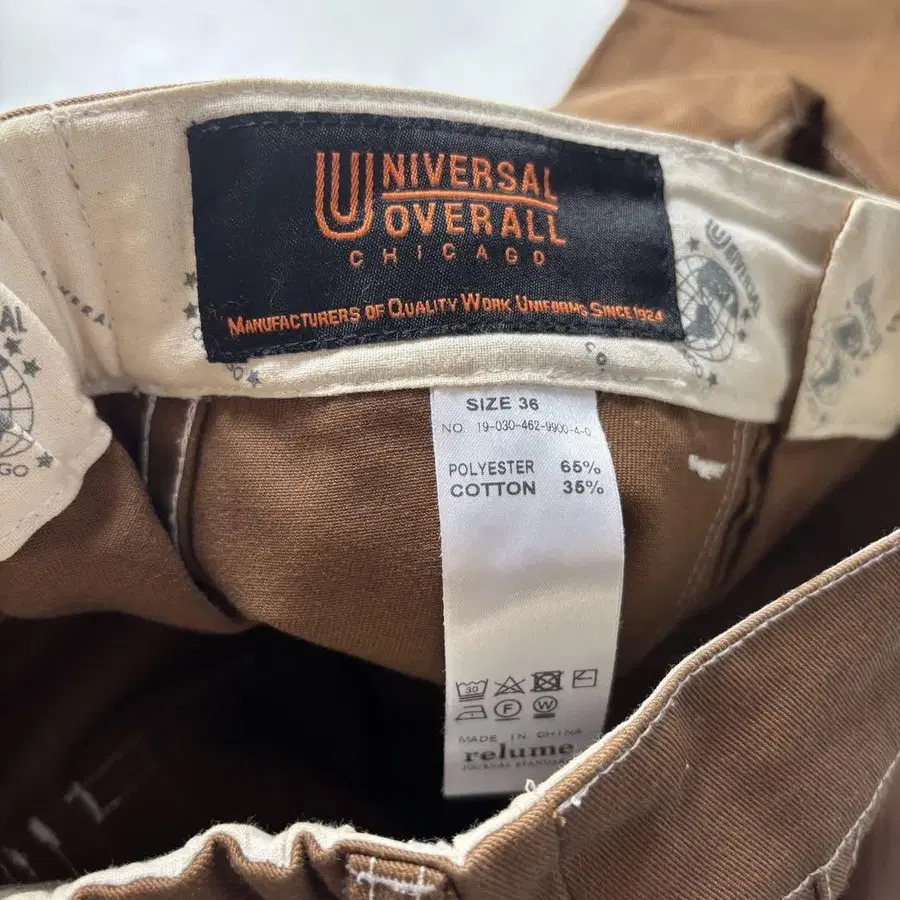 UNIVERSAL
OVERALL
CHICAGO
MANUFACTURERS OF QUALITY WORK UNIFORMS SINCE 1924
SIZE 36
NO. 19-030-462-9900-4-0
POLYESTER 65%
COTTON 35%
30
F
W
MADE IN CHINA
relume
JOURNAL STANDARD